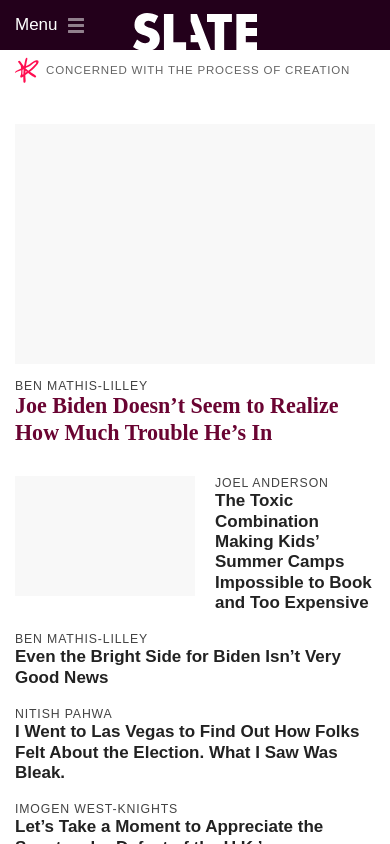 Menu
SLATE
CONCERNED WITH THE PROCESS OF CREATION
BEN MATHIS-LILLEY
Joe Biden Doesn’t Seem to Realize
How Much Trouble He’s In
JOEL ANDERSON
The Toxic
Combination
Making Kids’
Summer Camps
Impossible to Book
and Too Expensive
BEN MATHIS-LILLEY
Even the Bright Side for Biden Isn’t Very
Good News
NITISH PAHWA
I Went to Las Vegas to Find Out How Folks
Felt About the Election. What I Saw Was
Bleak.
IMOGEN WEST-KNIGHTS
Let’s Take a Moment to Appreciate the